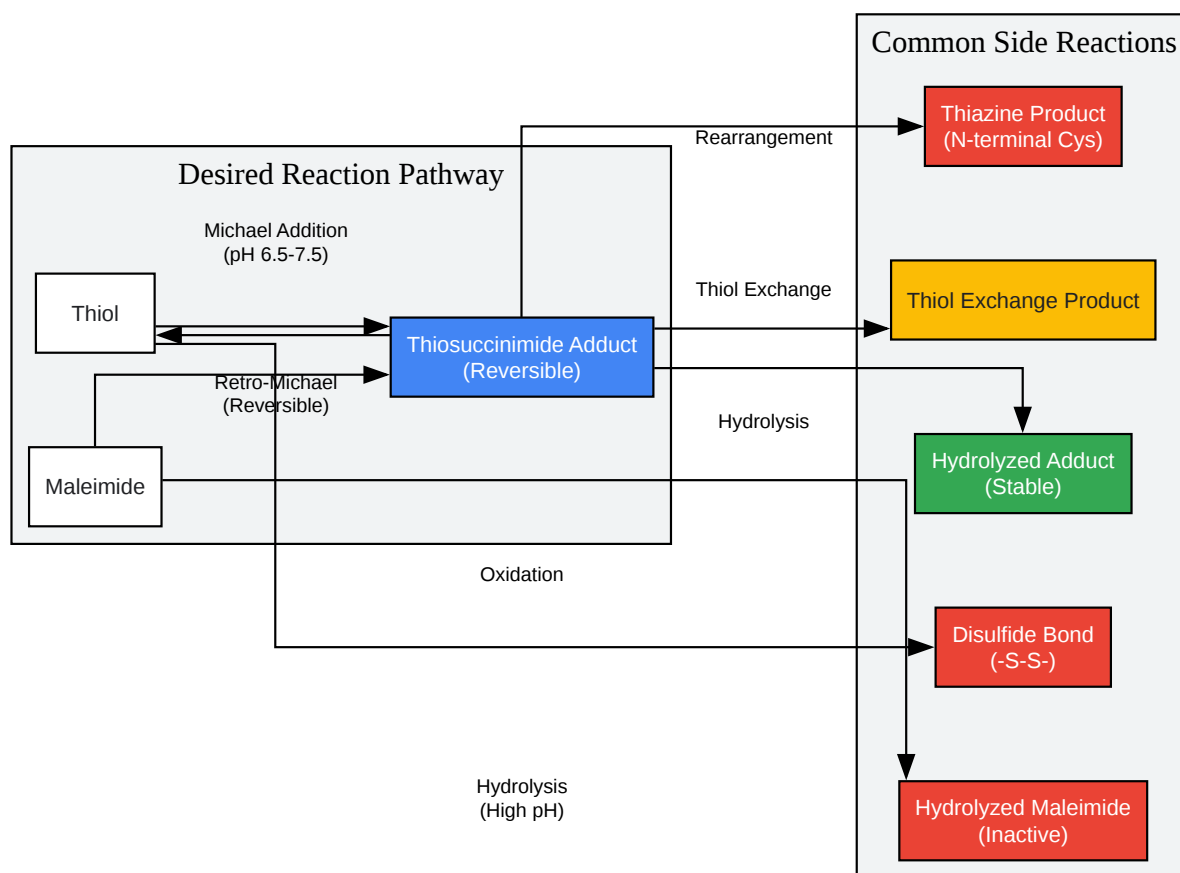 Common Side Reactions
Thiazine Product
(N-terminal Cys)
Rearrangement
Desired Reaction Pathway
Michael Addition
(pH 6.5-7.5)
Thiol
Thiol Exchange
Thiol Exchange Product
Thiosuccinimide Adduct
(Reversible)
Retro-Michael
(Reversible)
Hydrolysis
Maleimide
Hydrolyzed Adduct
(Stable)
Oxidation
Disulfide Bond
(-S-S-)
Hydrolysis
(High pH)
Hydrolyzed Maleimide
(Inactive)